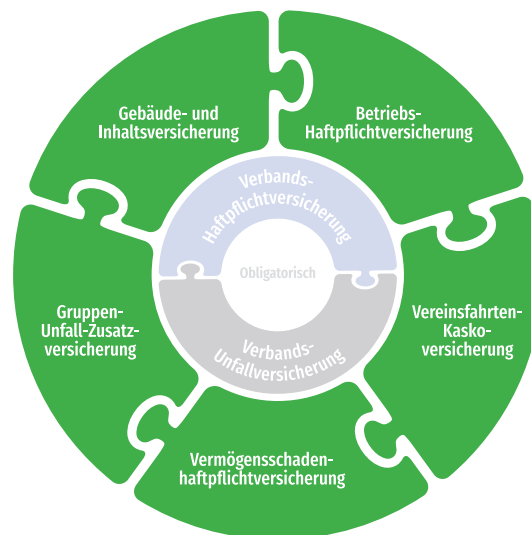 Gebäude- und
Inhaltsversicherung
Betriebs-
Haftpflichtversicherung
Verbands-
Haftpflichtversicherung
Obligatorisch
Verbands-
Unfallversicherung
Gruppen-
Unfall-Zusatz-
versicherung
Vereinsfahrten-
Kasko-
versicherung
Vermögensschaden-
haftpflichtversicherung